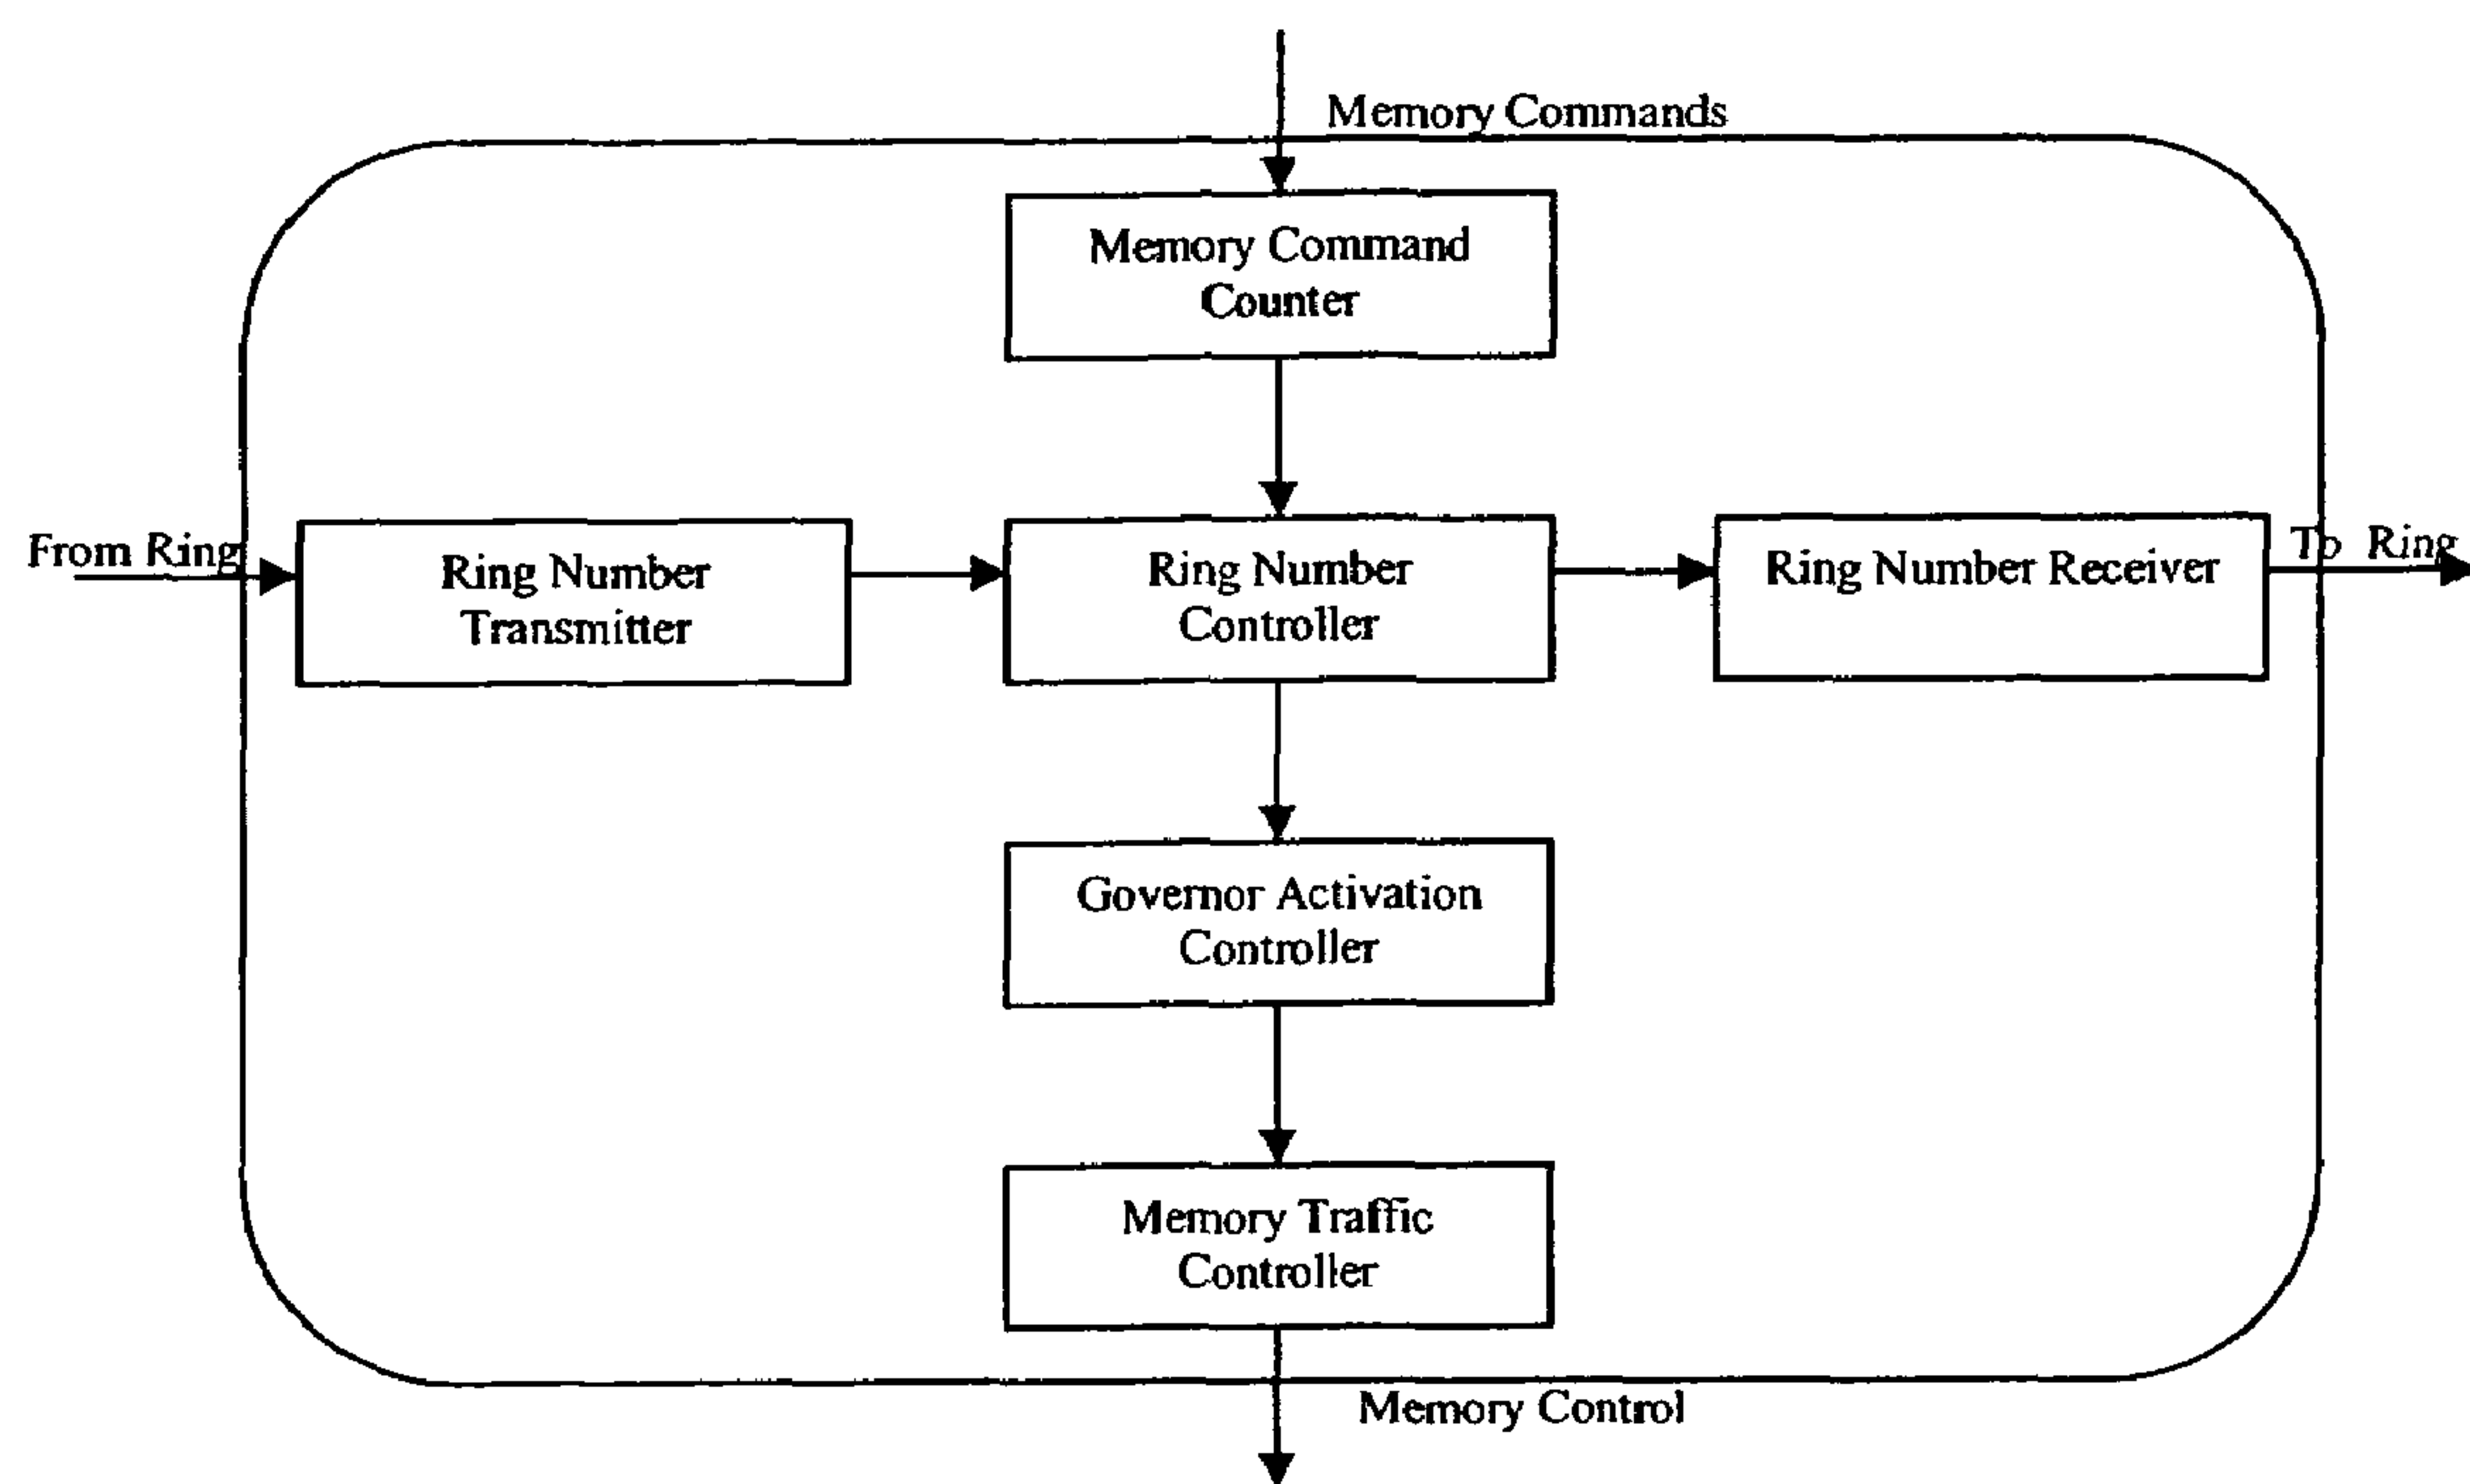 Memory Commands
Memory Command
Counter
From Ring
Ring Number
Transmitter
Ring Number
Controller
Ring Number Receiver
To Ring
Governor Activation
Controller
Memory Traffic
Controller
Memory Control